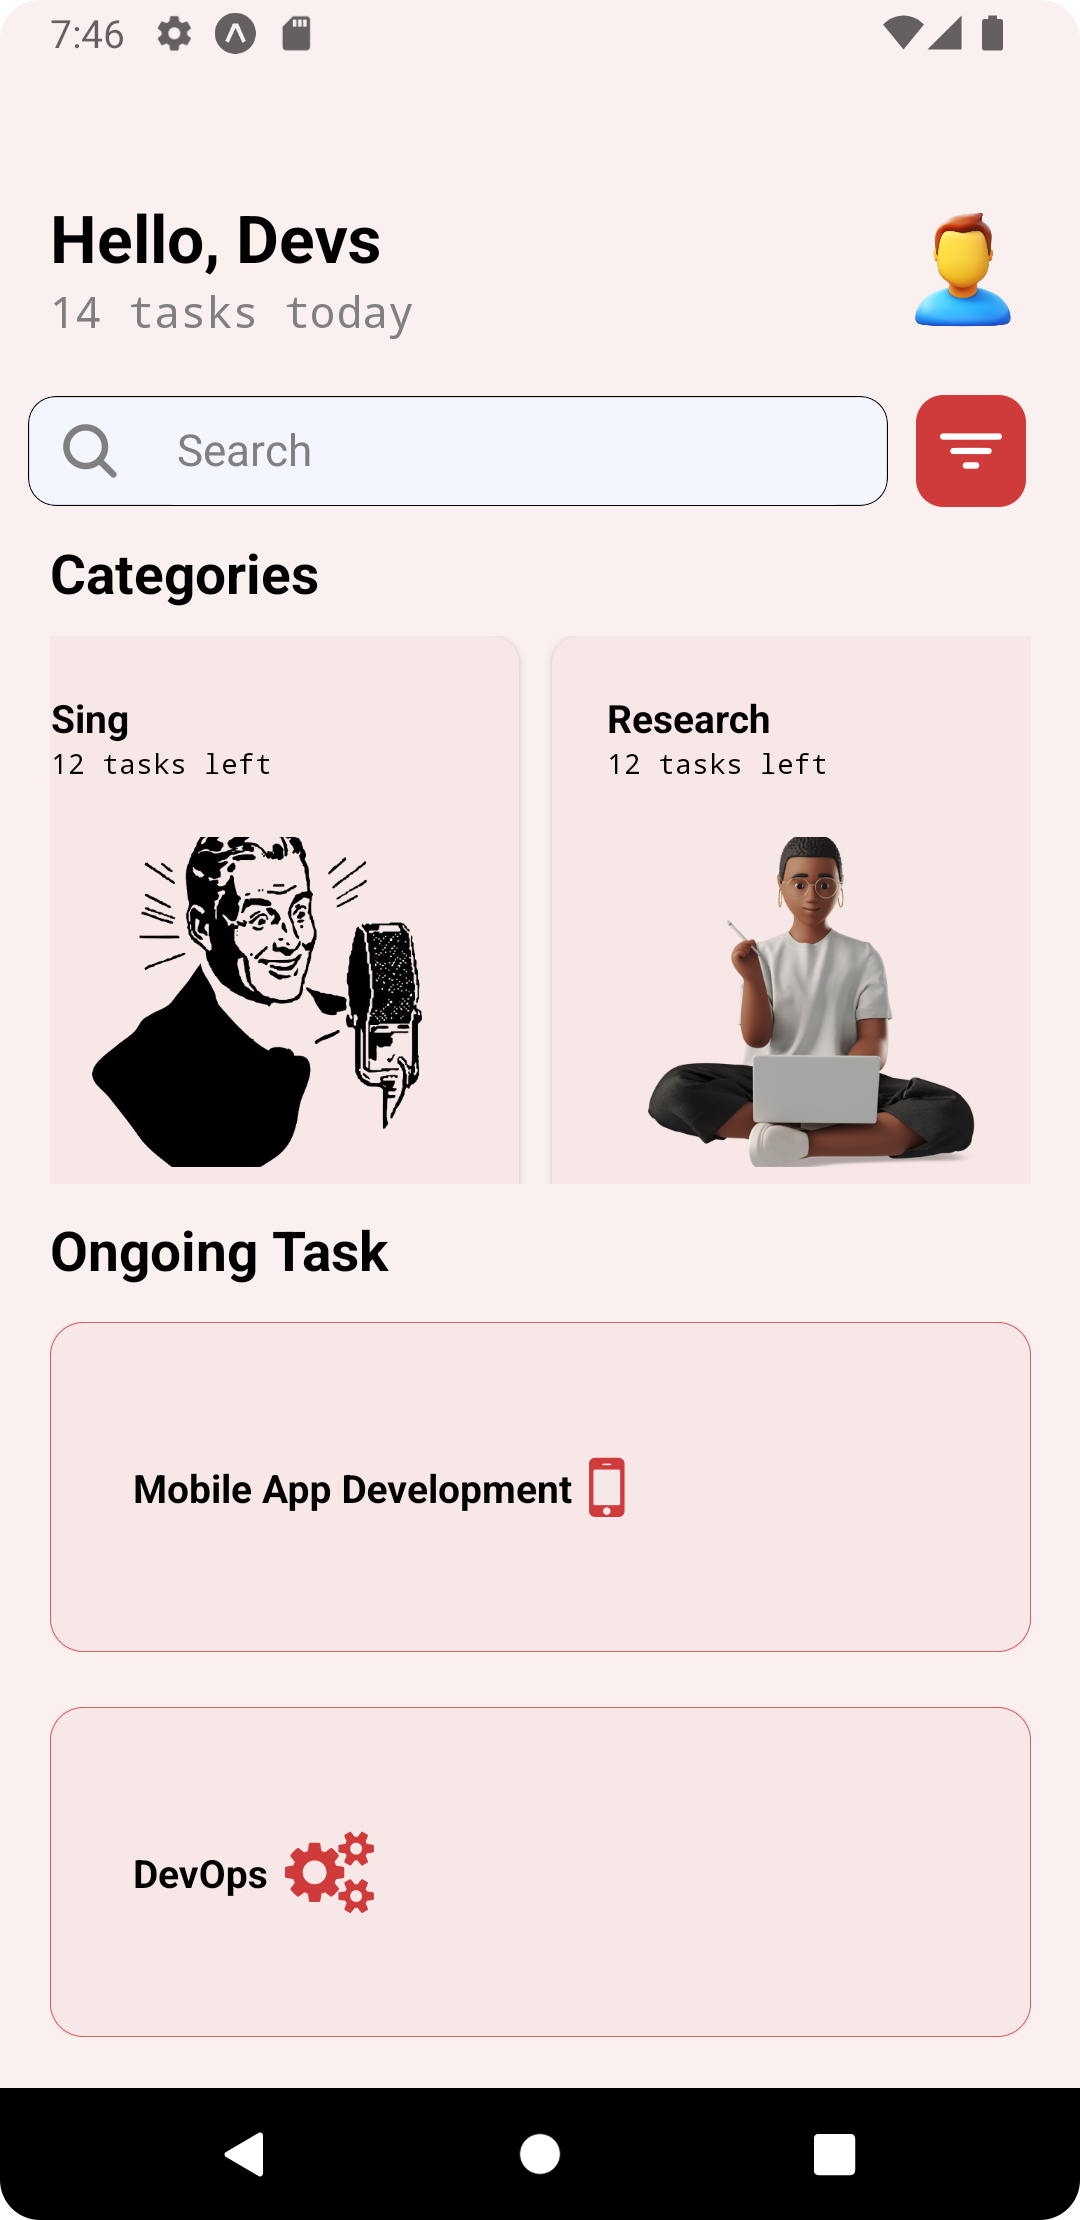 7:46
Hello, Devs
14 tasks today
Search
Categories
Sing
12 tasks left
Research
12 tasks left
Ongoing Task
Mobile App Development
DevOps